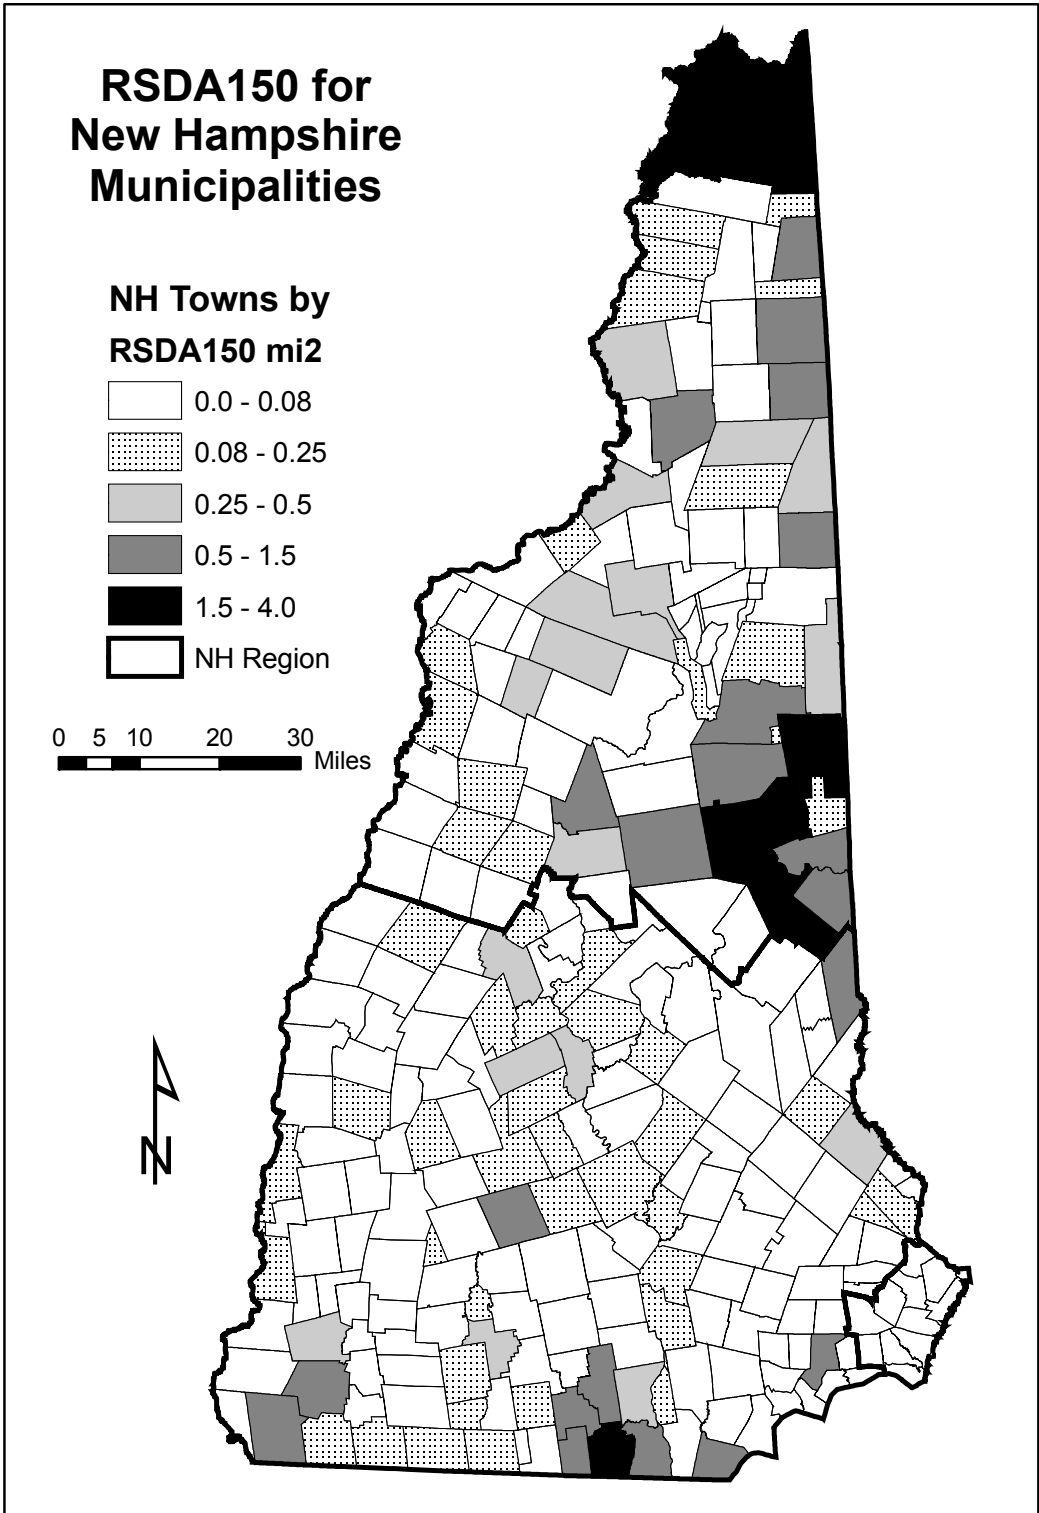 RSDA150 for
New Hampshire
Municipalities
NH Towns by
RSDA150 mi2
0.0 - 0.08
0.08 - 0.25
0.25 - 0.5
0.5 - 1.5
1.5 - 4.0
NH Region
0 5 10 20 30
Miles
N